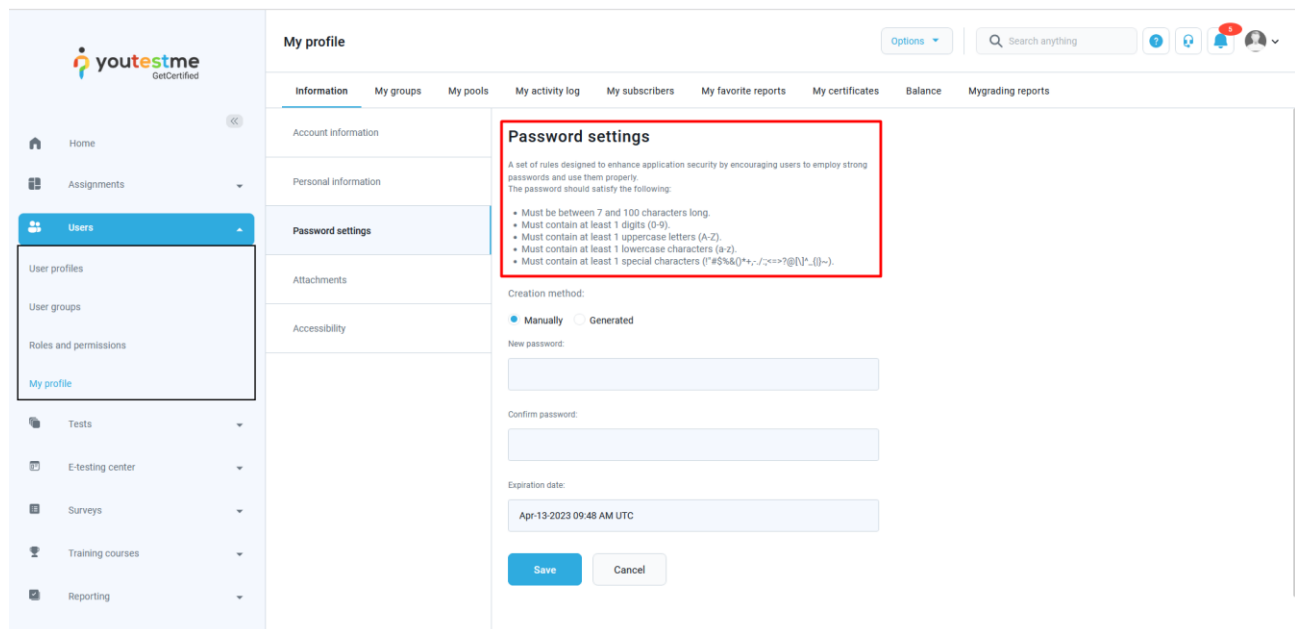 youtestme
GetCertified
Home
Assignments
Users
User profiles
User groups
Roles and permissions
My profile
Tests
E-testing center
Surveys
Training courses
Reporting
My profile
Options
Search anything
?
5
Information My groups My pools My activity log My subscribers My favorite reports My certificates Balance Mygrading reports
Account information
Personal information
Password settings
Attachments
Accessibility
Password settings
A set of rules designed to enhance application security by encouraging users to employ strong
passwords and use them properly.
The password should satisfy the following:
• Must be between 7 and 100 characters long.
• Must contain at least 1 digits (0-9).
• Must contain at least 1 uppercase letters (A-Z).
• Must contain at least 1 lowercase characters (a-z).
• Must contain at least 1 special characters (!"#$%&()*+,-./:;<=>?@[\]^_{|}~).
Creation method:
Manually Generated
New password:
Confirm password:
Expiration date:
Apr-13-2023 09:48 AM UTC
Save Cancel